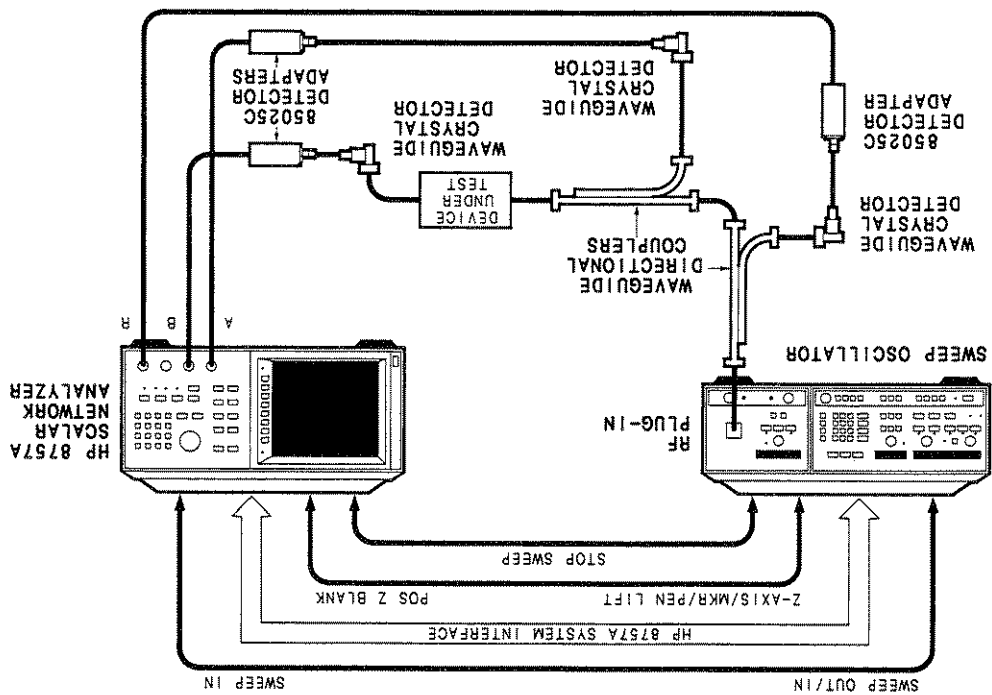 SWEEP OUT/IN
SWEEP IN
HP 8757A SYSTEM INTERFACE
Z-AXIS/MKR/PEN LIFT
POS Z BLANK
STOP SWEEP
SWEEP OSCILLATOR
RF
PLUG-IN
HP 8757A
SCALAR
NETWORK
ANALYZER
A
B
R
WAVEGUIDE
DIRECTIONAL
COUPLERS
WAVEGUIDE
CRYSTAL
DETECTOR
DEVICE
UNDER
TEST
WAVEGUIDE
CRYSTAL
DETECTOR
85025C
DETECTOR
ADAPTERS
85025C
DETECTOR
ADAPTER
WAVEGUIDE
CRYSTAL
DETECTOR